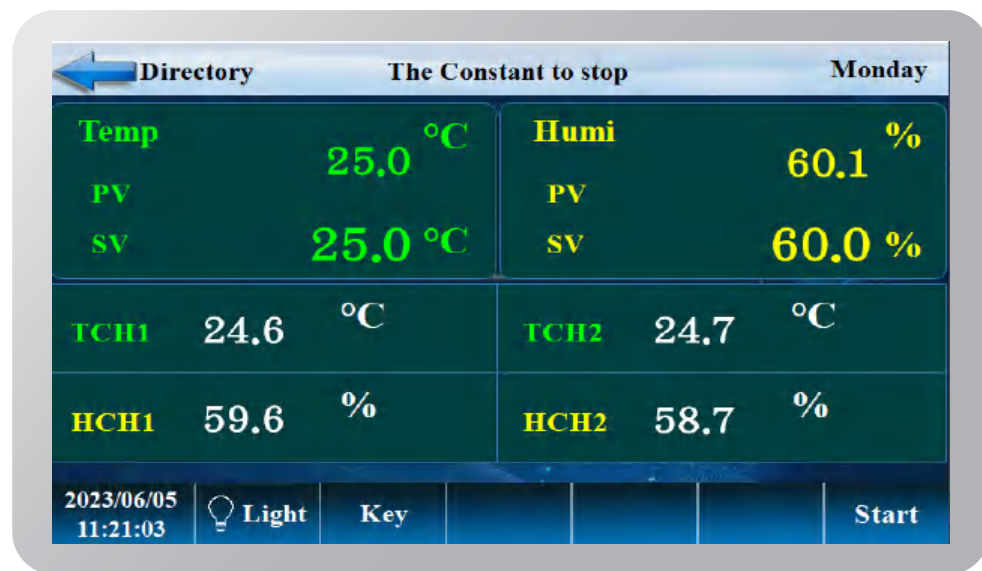 Directory The Constant to stop Monday
Temp 25.0 °C Humi 60.1 %
PV PV
SV 25.0 °C SV 60.0 %
TCH1 24.6 °C TCH2 24.7 °C
HCH1 59.6 % HCH2 58.7 %
2023/06/05
11:21:03 Light Key Start